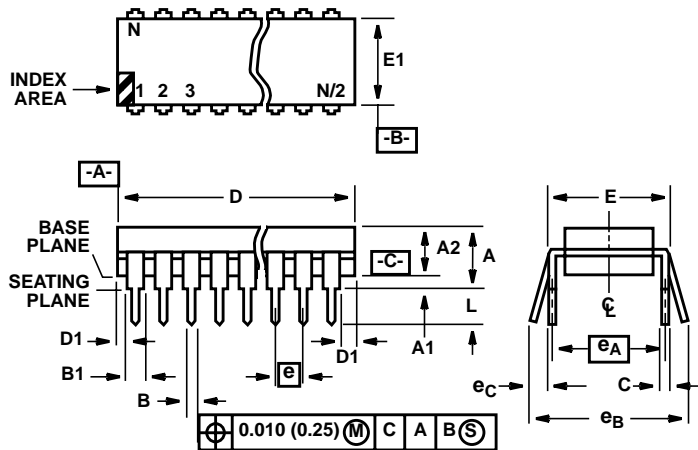 N
E1
INDEX
AREA
1 2 3 N/2
-B-
-A-
D
E
BASE
PLANE
A2
A
-C-
SEATING
PLANE
L
D1
A1
D1
B1
e
eA
eC
C
B
eB
0.010 (0.25) M C A B S